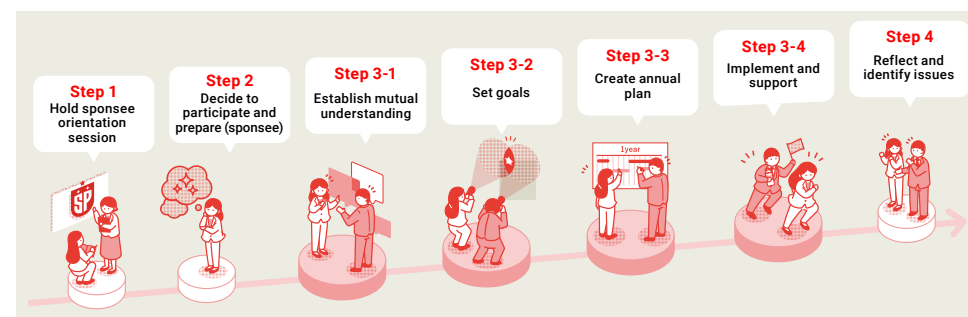 Step 1
Hold sponsee
orientation
session
SP
Step 2
Decide to
participate and
prepare (sponsee)
Step 3-1
Establish mutual
understanding
Step 3-2
Set goals
Step 3-3
Create annual
plan
1year
Step 3-4
Implement and
support
Step 4
Reflect and
identify issues